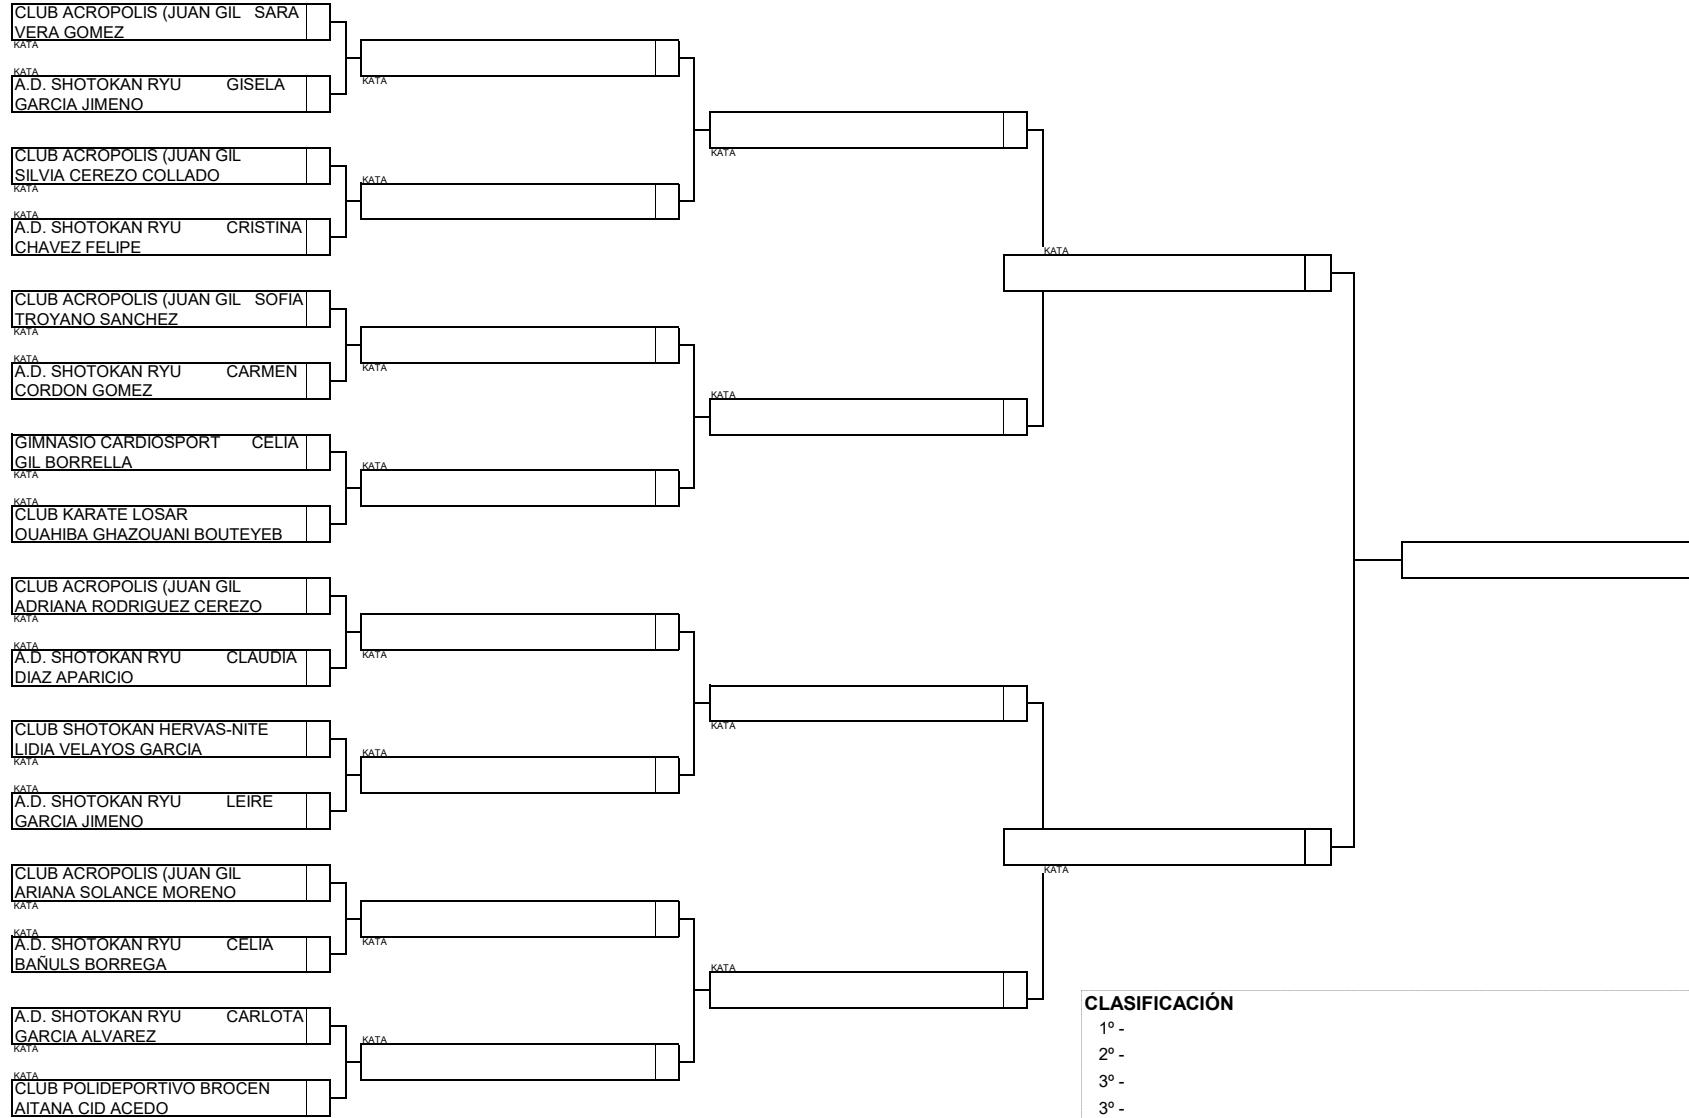 CLUB ACROPOLIS (JUAN GIL SARA
VERA GOMEZ
KATA
KATA
A.D. SHOTOKAN RYU GISELA
GARCIA JIMENO
CLUB ACROPOLIS (JUAN GIL
SILVIA CEREZO COLLADO
KATA
KATA
A.D. SHOTOKAN RYU CRISTINA
CHAVEZ FELIPE
CLUB ACROPOLIS (JUAN GIL SOFIA
TROYANO SANCHEZ
KATA
KATA
A.D. SHOTOKAN RYU CARMEN
CORDON GOMEZ
GIMNASIO CARDIOSPORT CELIA
GIL BORRELLA
KATA
KATA
CLUB KARATE LOSAR
OUAHIBA GHAZOUANI BOUTEYEB
CLUB ACROPOLIS (JUAN GIL
ADRIANA RODRIGUEZ CEREZO
KATA
KATA
A.D. SHOTOKAN RYU CLAUDIA
DIAZ APARICIO
CLUB SHOTOKAN HERVAS-NITE
LIDIA VELAYOS GARCIA
KATA
KATA
A.D. SHOTOKAN RYU LEIRE
GARCIA JIMENO
CLUB ACROPOLIS (JUAN GIL
ARIANA SOLANCE MORENO
KATA
KATA
A.D. SHOTOKAN RYU CELIA
BAÑULS BORREGA
A.D. SHOTOKAN RYU CARLOTA
GARCIA ALVAREZ
KATA
KATA
CLUB POLIDEPORTIVO BROCEN
AITANA CID ACEDO
KATA
KATA
KATA
KATA
KATA
KATA
KATA
KATA
KATA
KATA
KATA
KATA
KATA
KATA
CLASIFICACIÓN
1º -
2º -
3º -
3º -